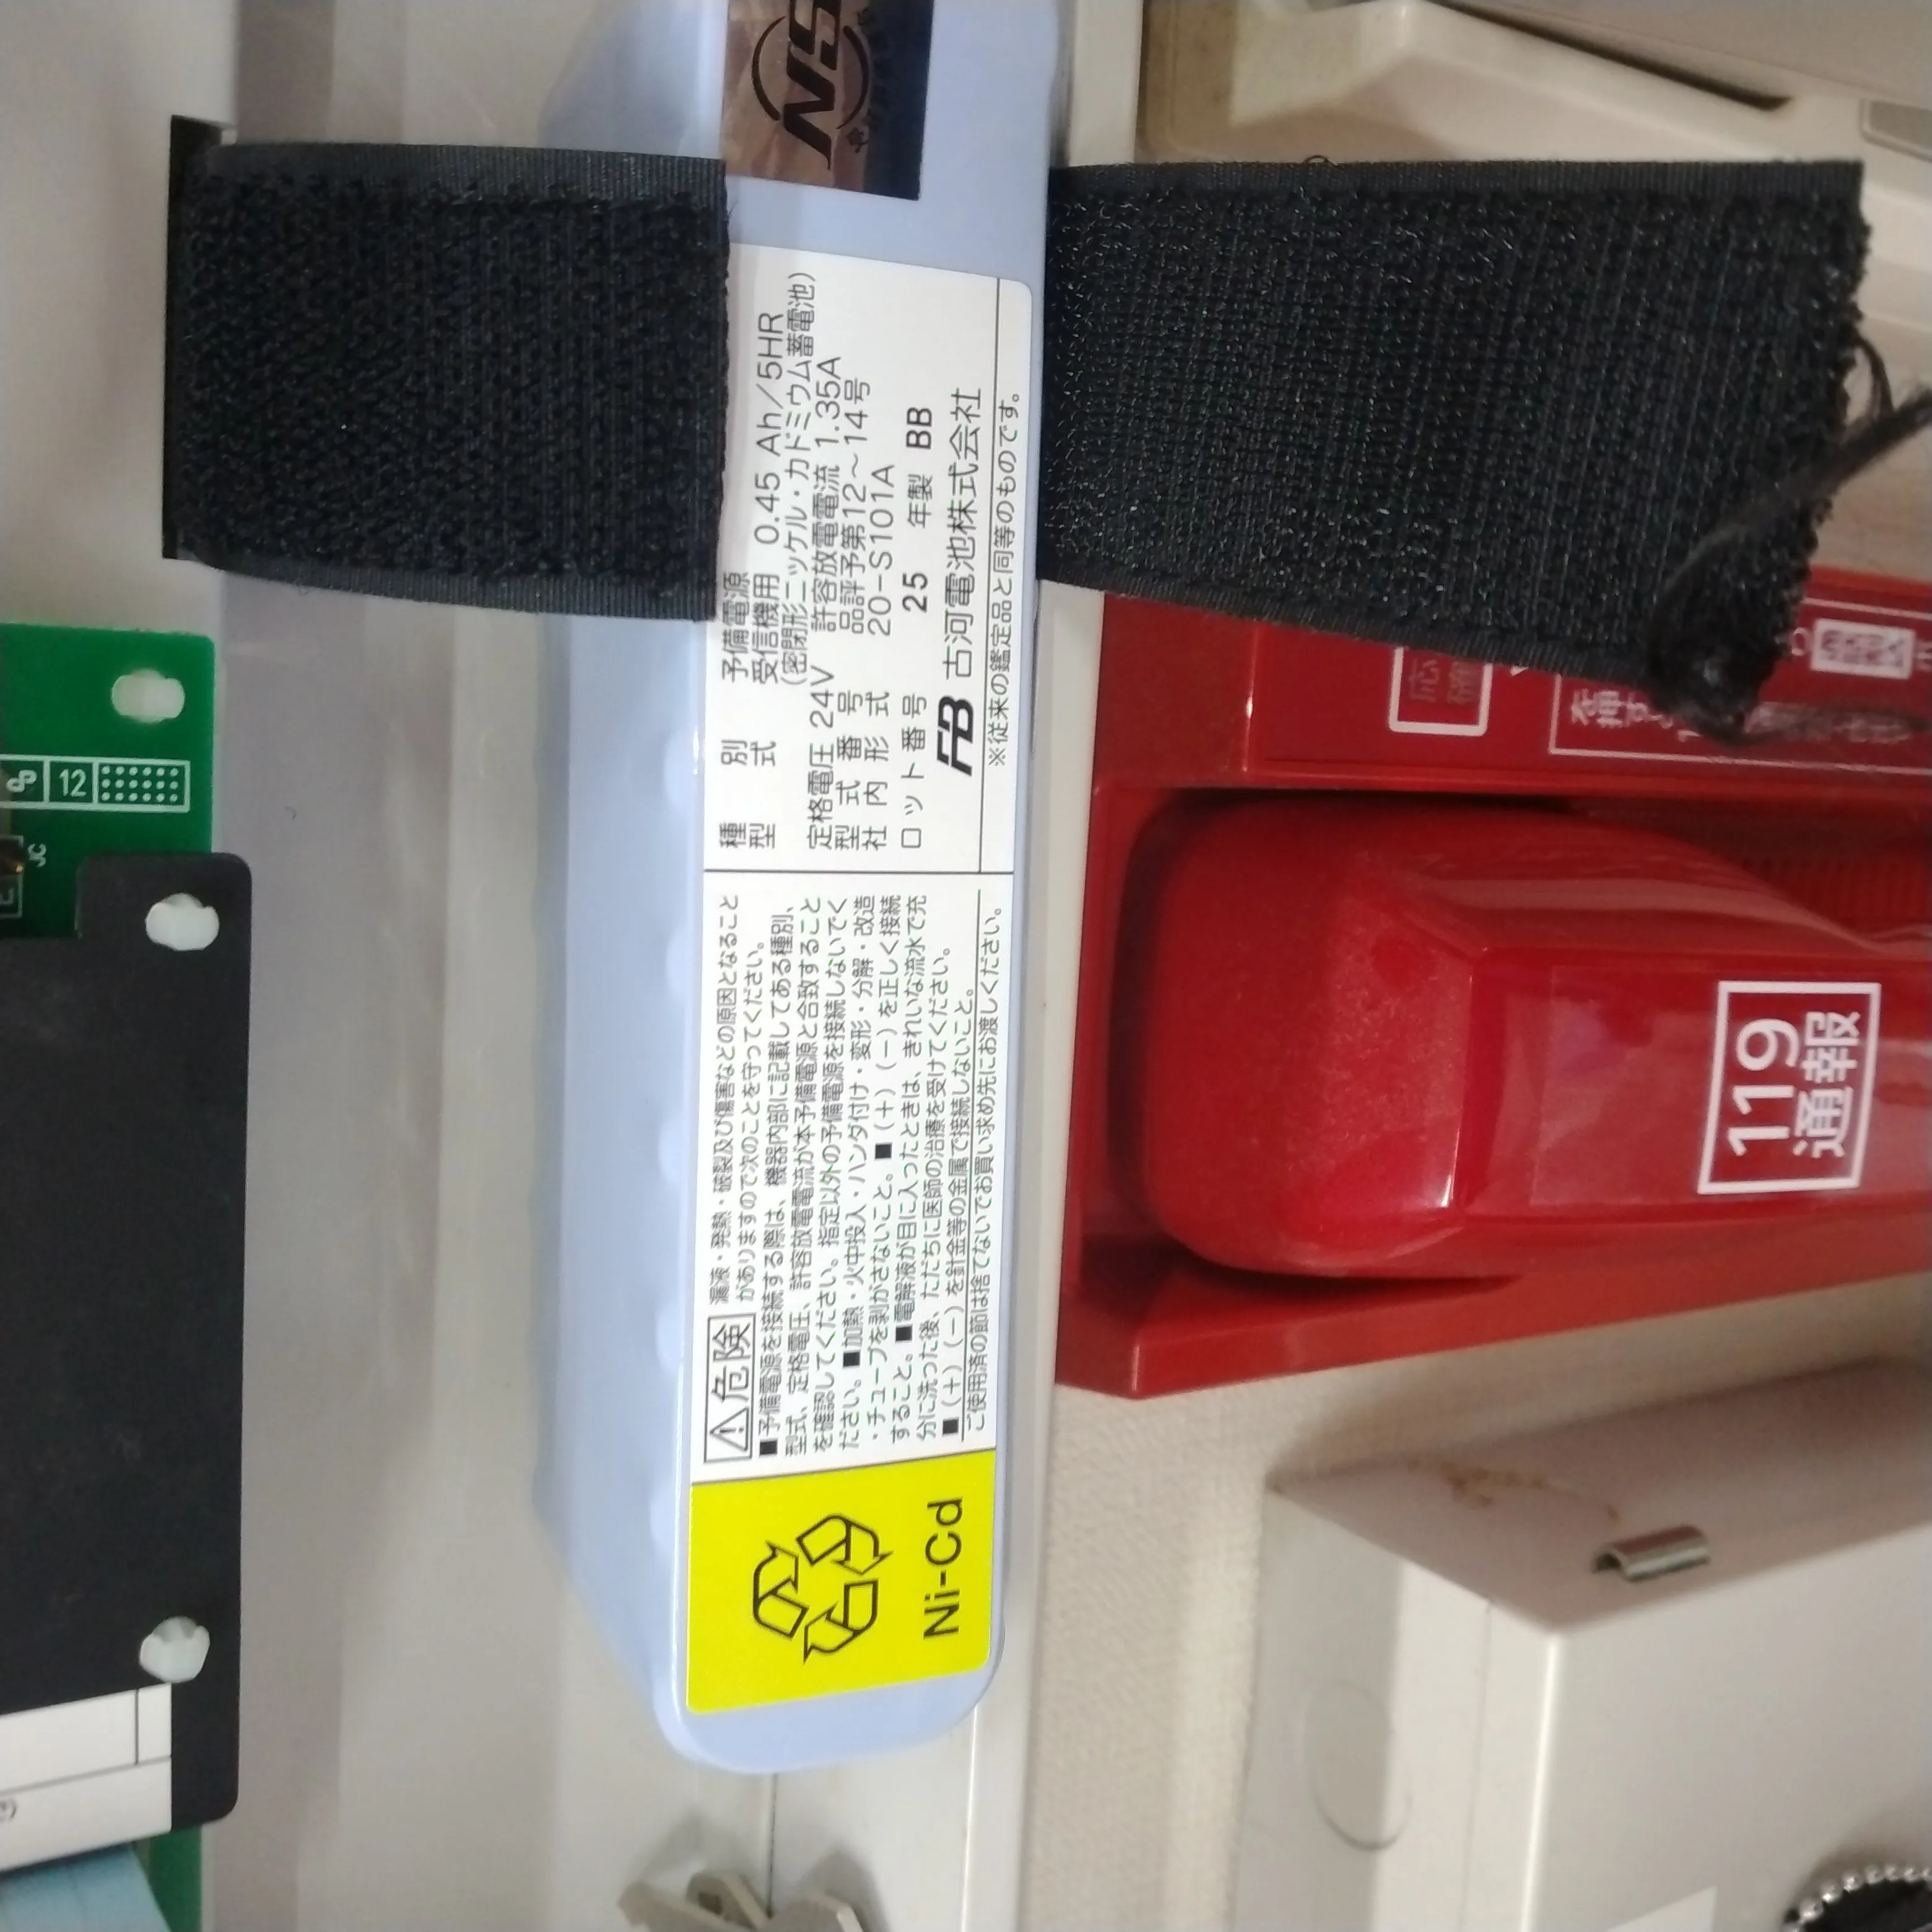 NS
種別 予備電源
型式 受信機用 0.45 Ah/5HR
(密閉形ニッケル・カドミウム蓄電池)
定格電圧 24V 許容放電電流 1.35A
型式番号 品評予第12～14号
社内形式 20-S101A
ロット番号 25 年製 BB
FB 古河電池株式会社
※従来の鑑定品と同等のものです。
⚠危険
漏液・発熱・破裂及び傷害などの原因となること
がありますので次のことを守ってください。
■予備電源を接続する際は、機器内部に記載してある種別、
型式、定格電圧、許容放電電流が本予備電源と合致すること
を確認してください。指定以外の予備電源を接続しないでく
ださい。■加熱・火中投入・ハンダ付け・変形・分解・改造
・チューブを剥がさないこと。■(+)(-)を正しく接続
すること。■電解液が目に入ったときは、きれいな流水で充
分に洗った後、ただちに医師の治療を受けてください。
■(+)(-)を針金等の金属で接続しないこと。
ご使用済の節は捨てないでお買い求め先にお渡しください。
Ni-Cd
12
JC
119
通報